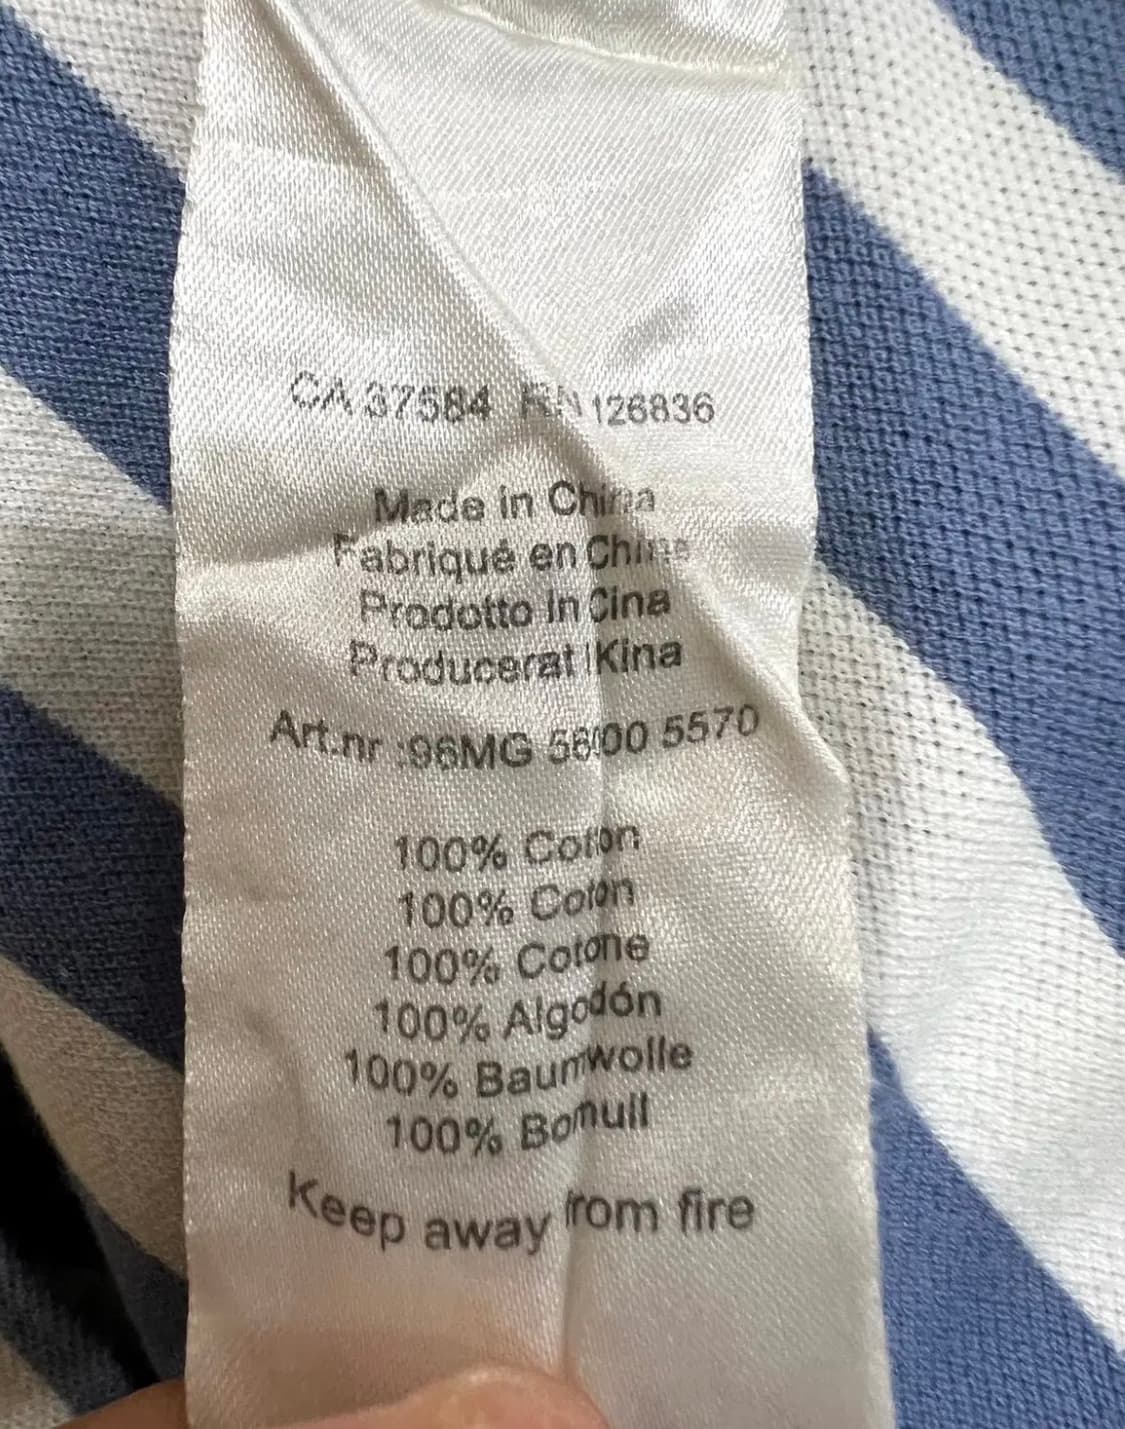 CA 37584 RN 126836
Made in China
Fabriqué en Chine
Prodotto In Cina
Producerat I Kina
Art.nr :96MG 5600 5570
100% Coton
100% Coton
100% Cotone
100% Algodón
100% Baumwolle
100% Bomull
Keep away from fire